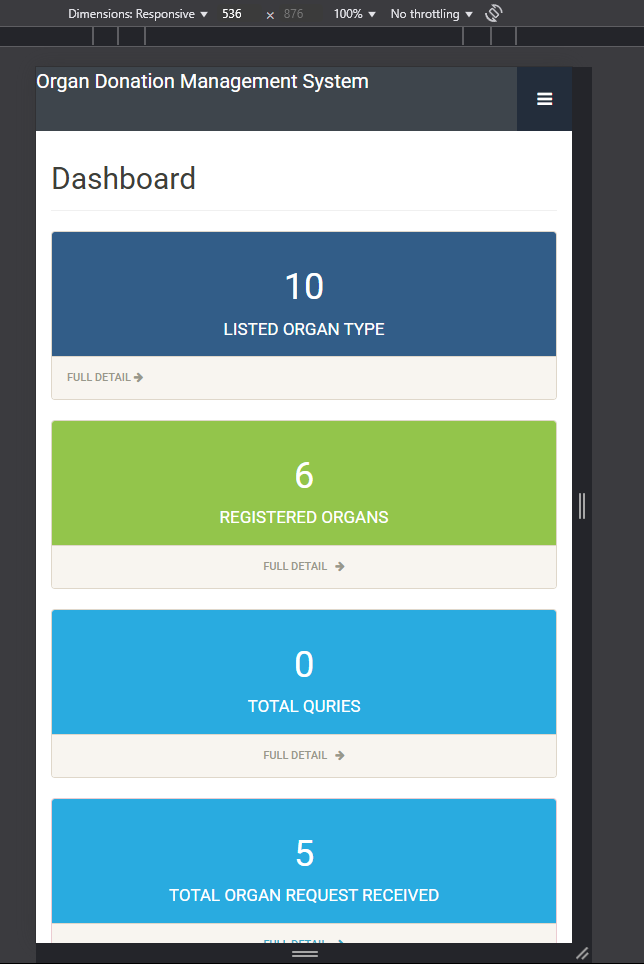 Dimensions: Responsive 536 x 876 100% No throttling
Organ Donation Management System
Dashboard
10
LISTED ORGAN TYPE
FULL DETAIL
6
REGISTERED ORGANS
FULL DETAIL
0
TOTAL QURIES
FULL DETAIL
5
TOTAL ORGAN REQUEST RECEIVED
FULL DETAIL